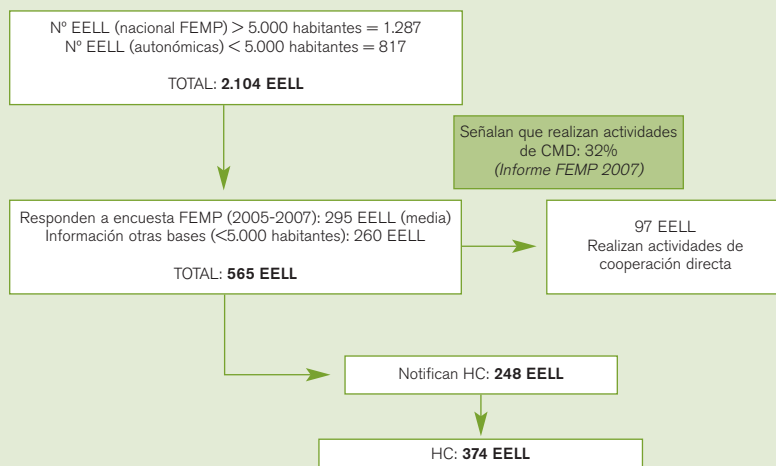 Nº EELL (nacional FEMP) > 5.000 habitantes = 1.287
Nº EELL (autonómicas) < 5.000 habitantes = 817
TOTAL: 2.104 EELL
Señalan que realizan actividades
de CMD: 32%
(Informe FEMP 2007)
Responden a encuesta FEMP (2005-2007): 295 EELL (media)
Información otras bases (<5.000 habitantes): 260 EELL
TOTAL: 565 EELL
97 EELL
Realizan actividades de
cooperación directa
Notifican HC: 248 EELL
HC: 374 EELL